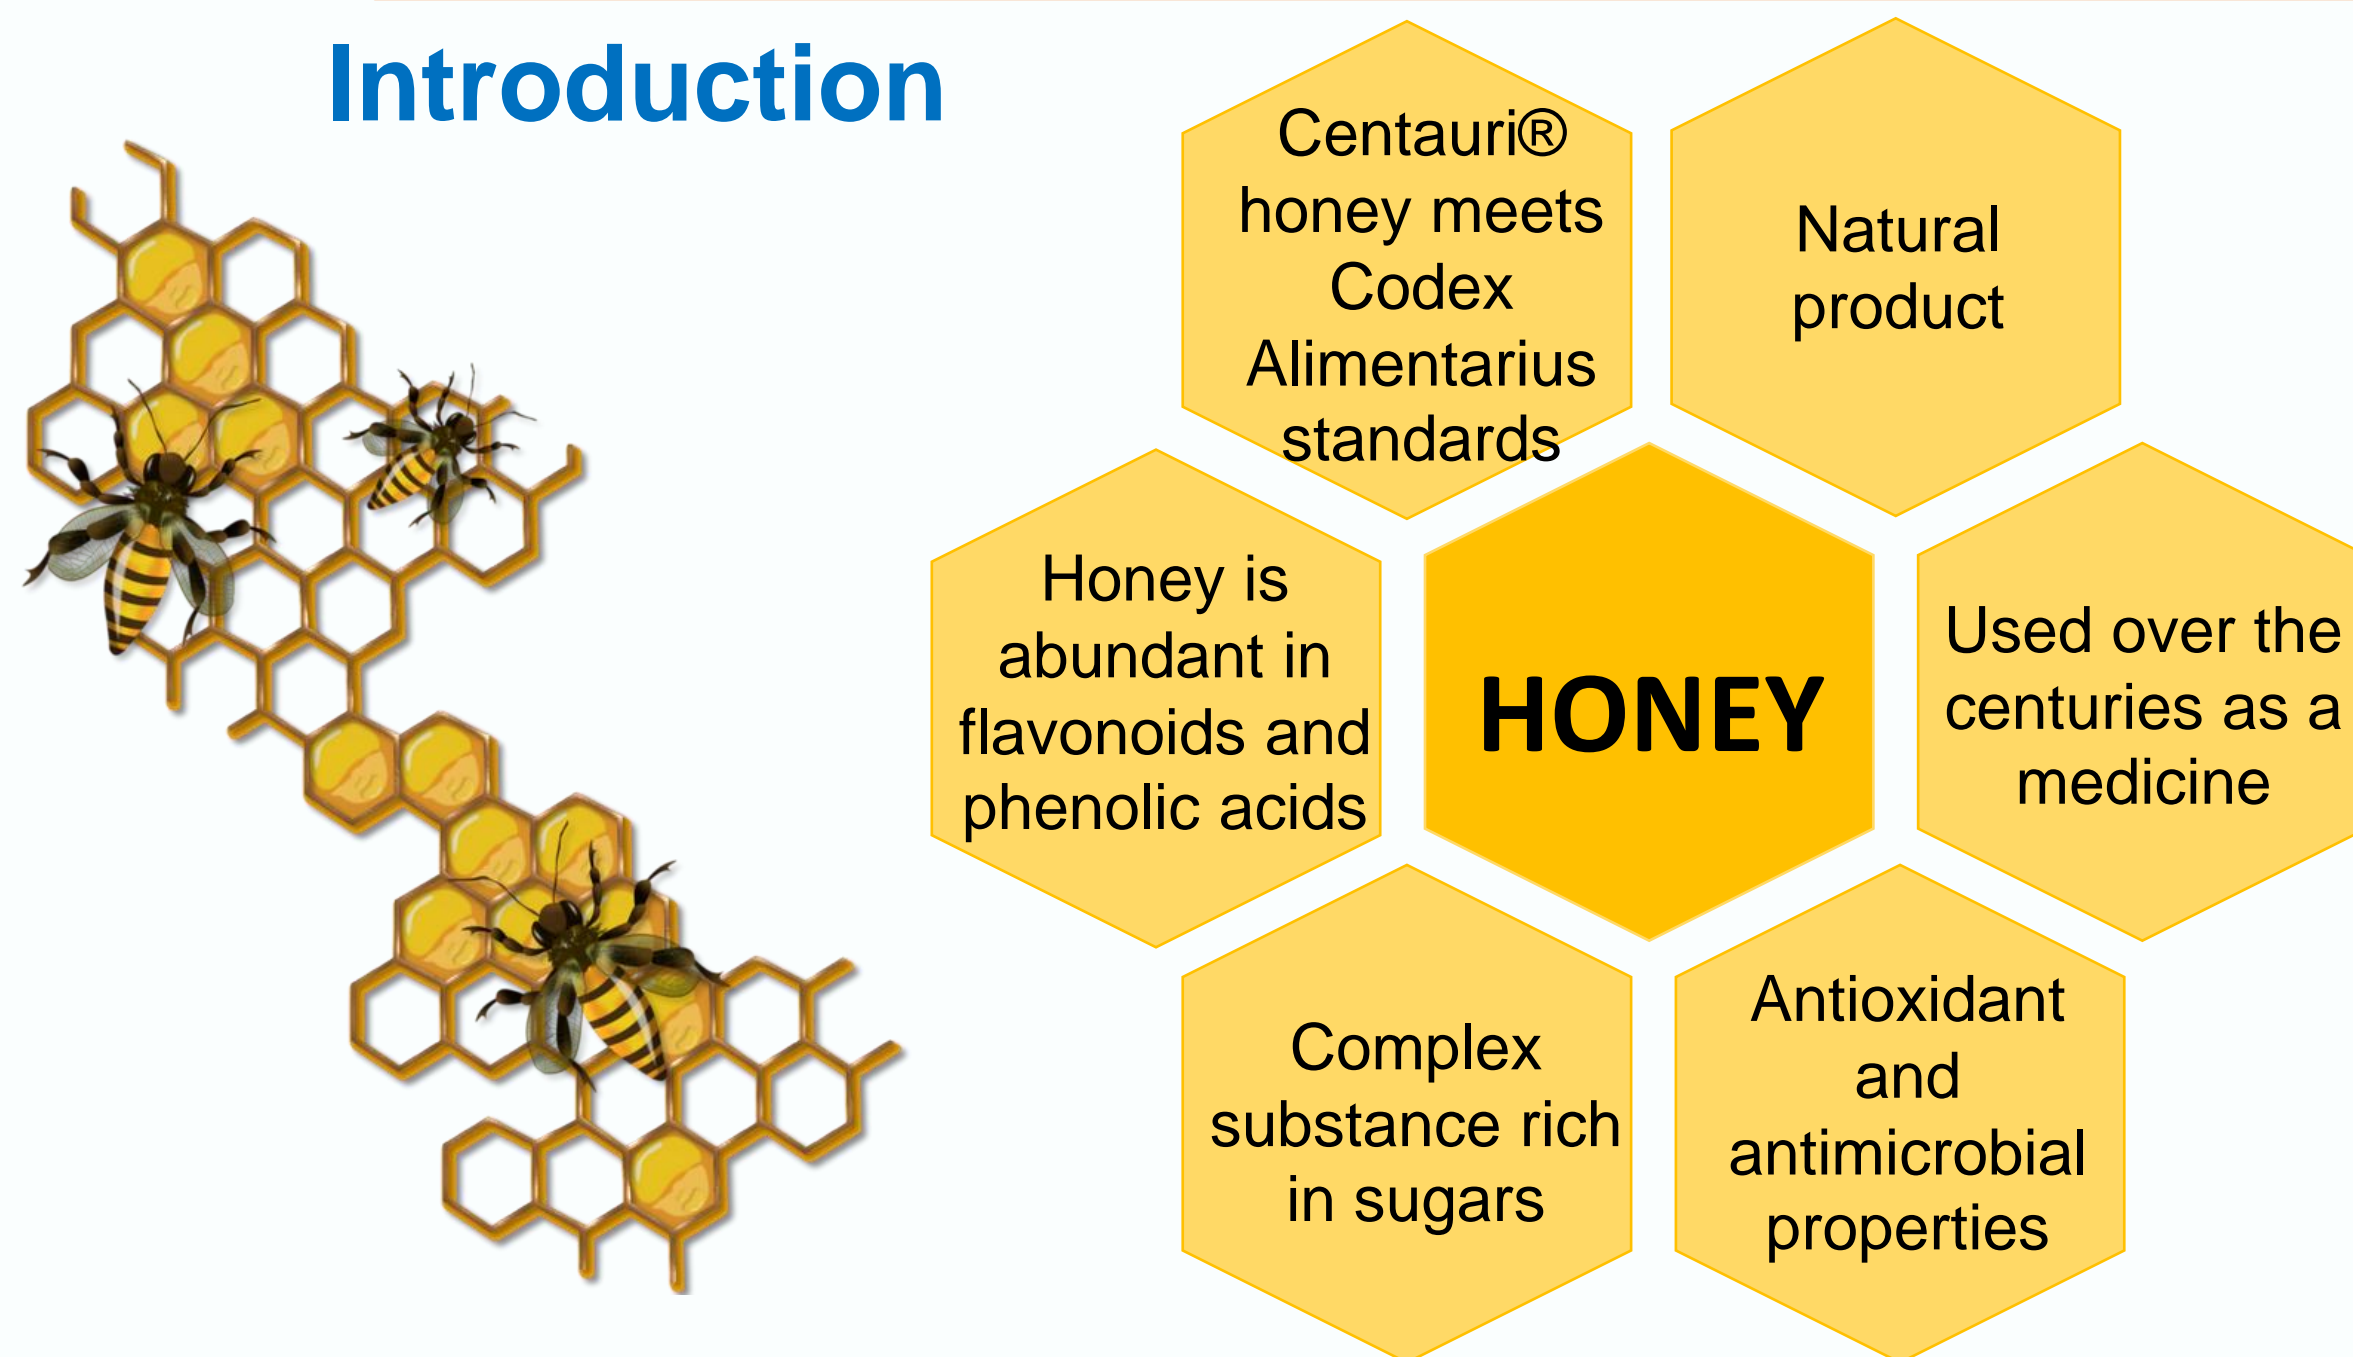 Introduction
Centauri®
honey meets
Codex
Alimentarius
standards
Natural
product
Honey is
abundant in
flavonoids and
phenolic acids
HONEY
Used over the
centuries as a
medicine
Complex
substance rich
in sugars
Antioxidant
and
antimicrobial
properties